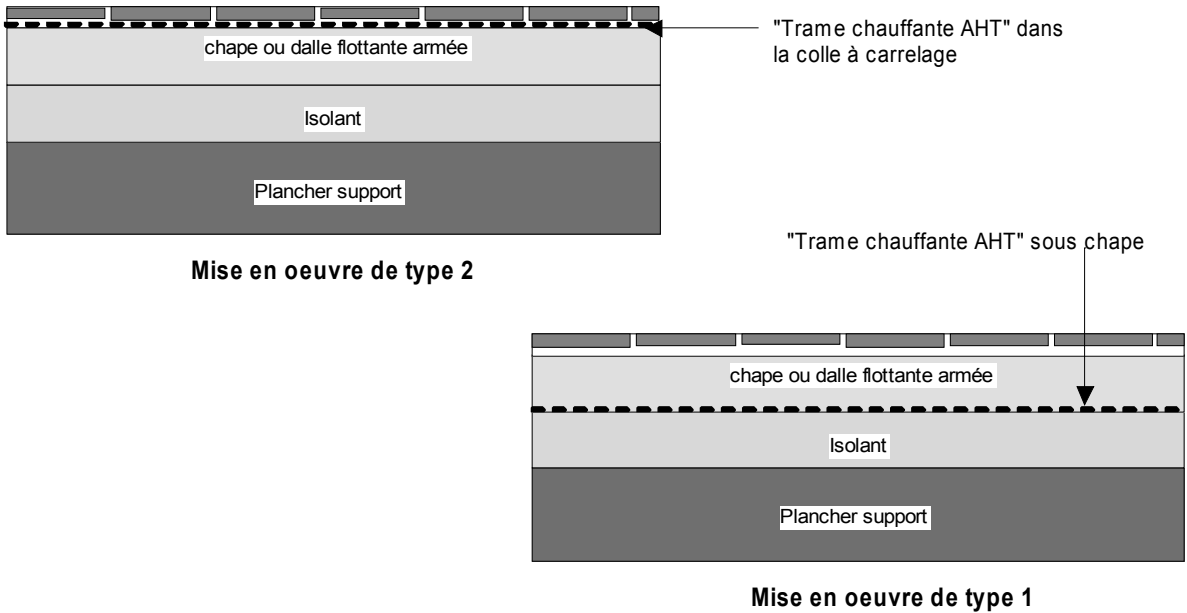 "Trame chauffante AHT" dans
la colle à carrelage
chape ou dalle flottante armée
Isolant
Plancher support
Mise en oeuvre de type 2
"Trame chauffante AHT" sous chape
chape ou dalle flottante armée
Isolant
Plancher support
Mise en oeuvre de type 1